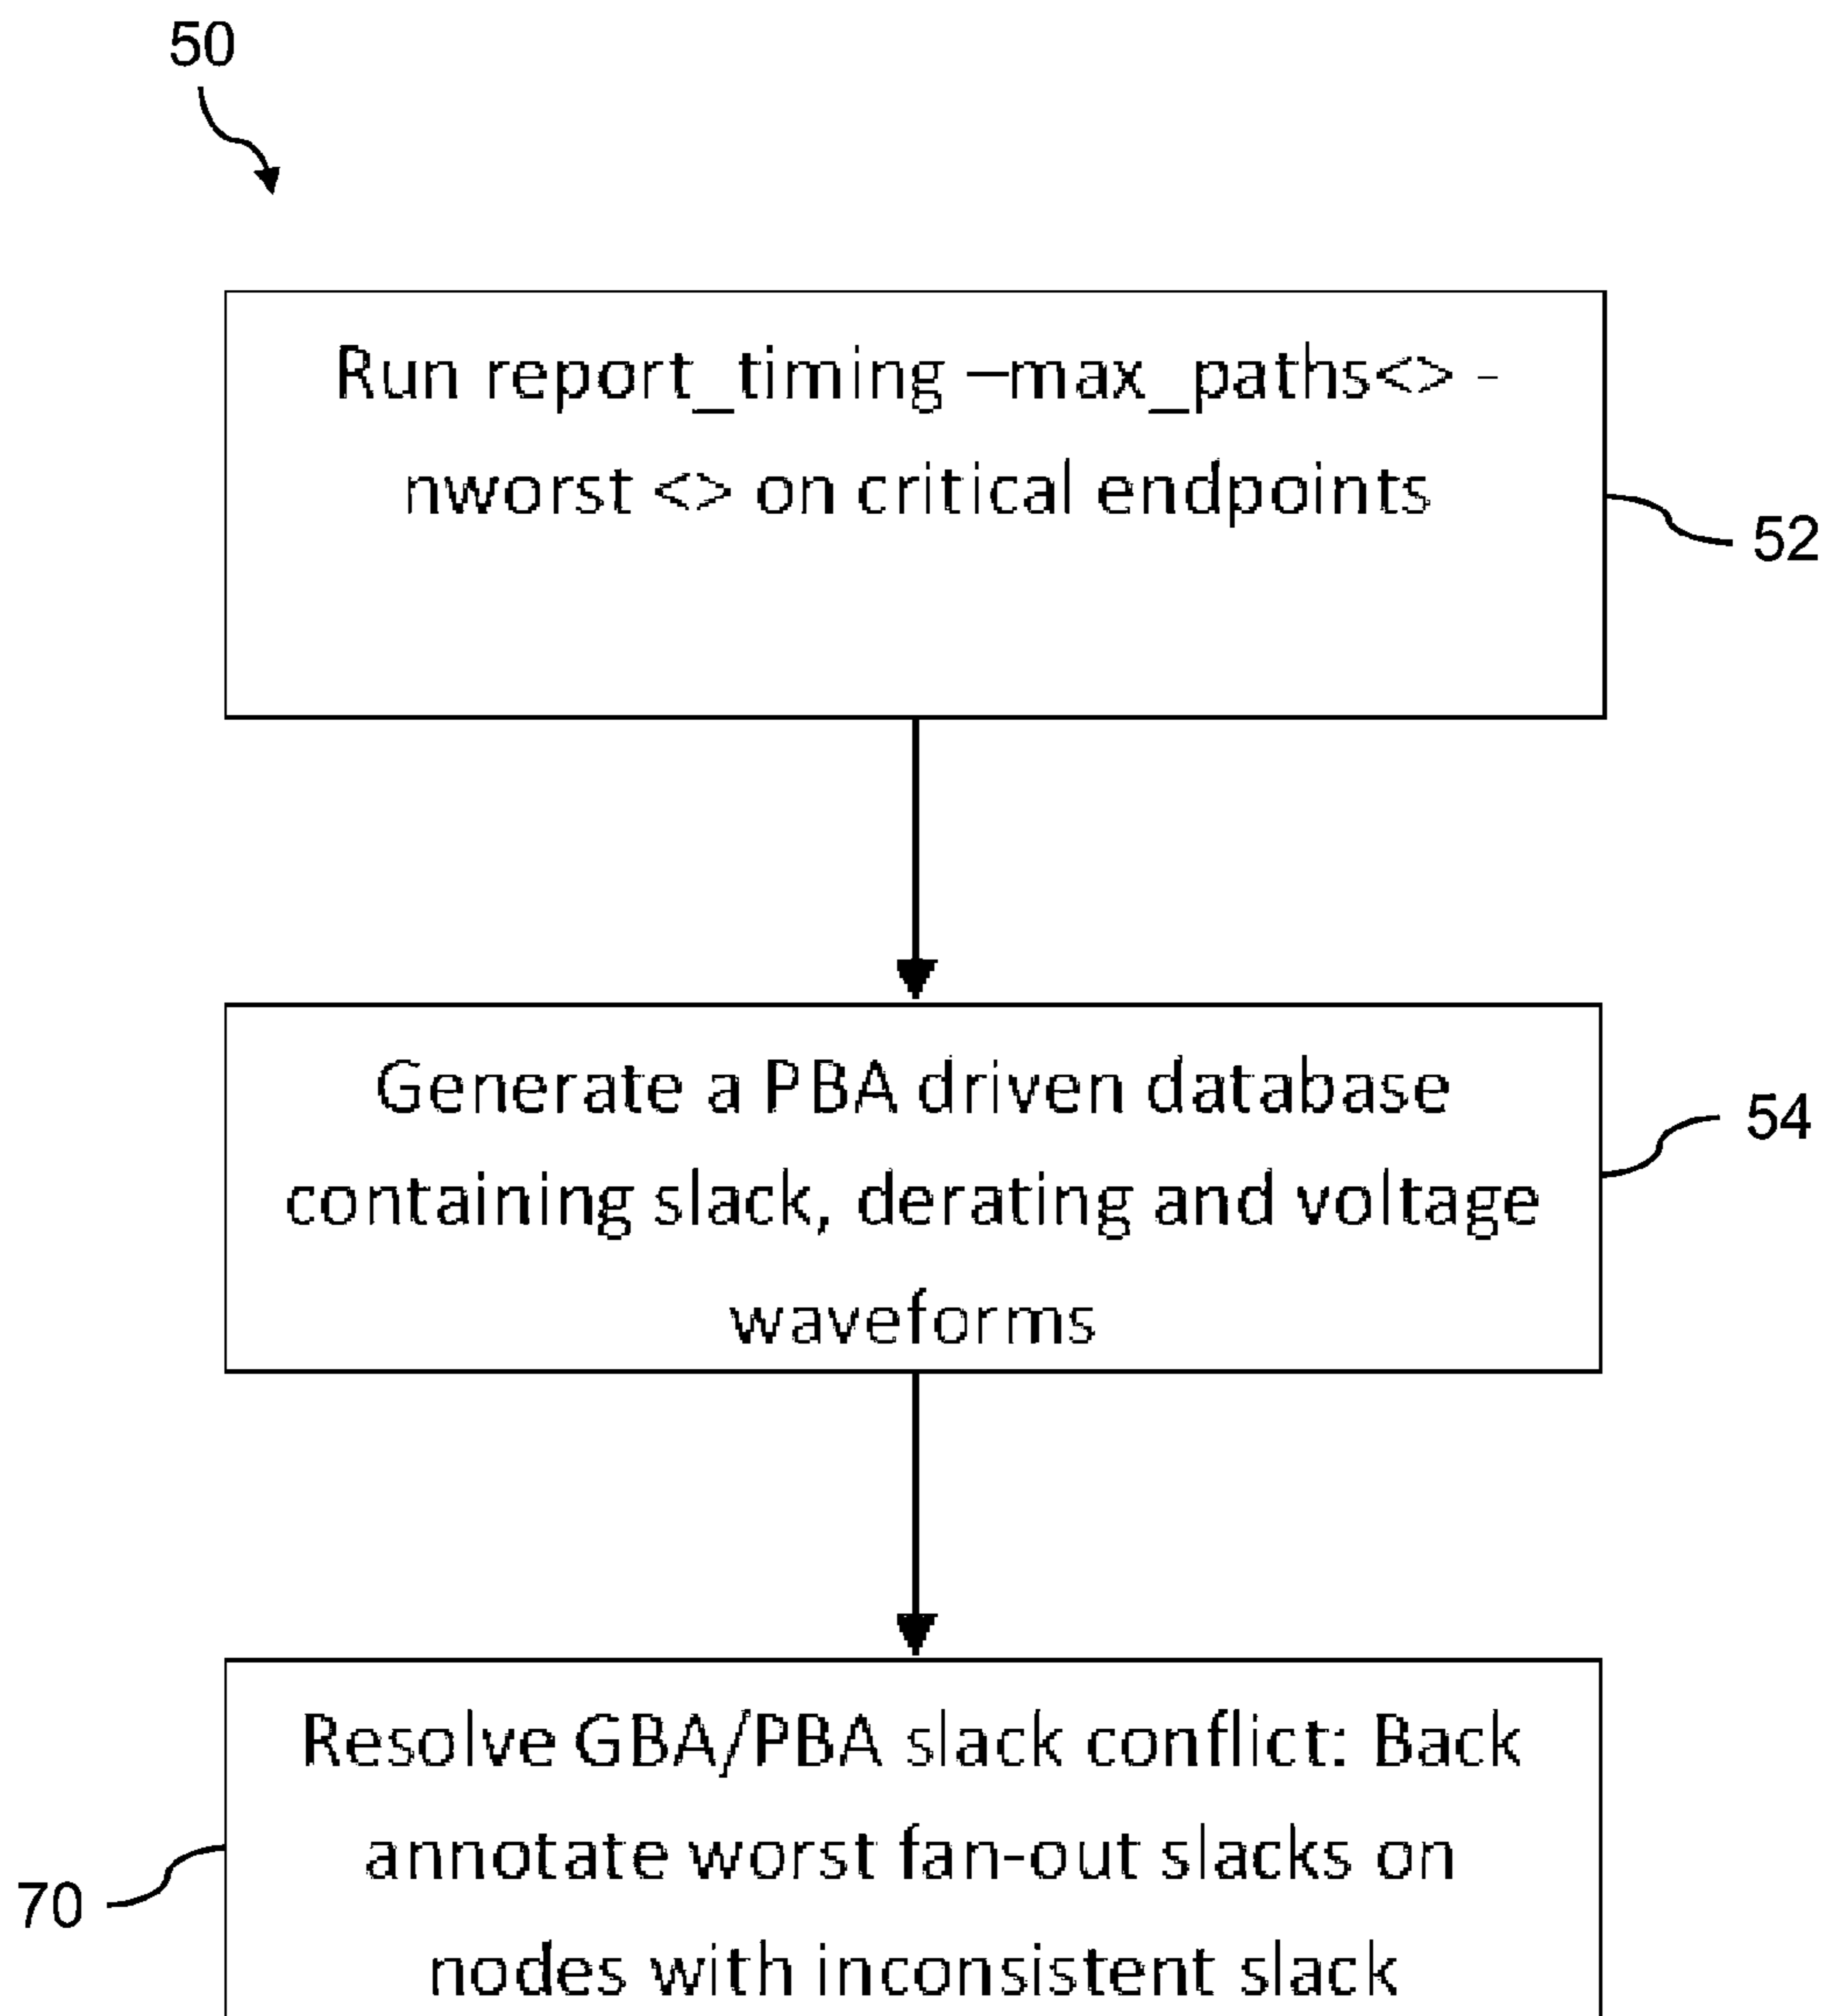 50
Run report_timing –max_paths<> -
nworst <> on critical endpoints
52
Generate a PBA driven database
54
containing slack, derating and voltage
waveforms
Resolve GBA/PBA slack conflict: Back
annotate worst fan-out slacks on
70
nodes with inconsistent slack